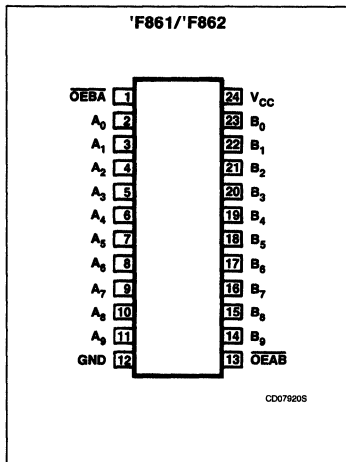 'F861/'F862
OEBA 1 24 VCC
A0 2 23 B0
A1 3 22 B1
A2 4 21 B2
A3 5 20 B3
A4 6 19 B4
A5 7 18 B5
A6 8 17 B6
A7 9 16 B7
A8 10 15 B8
A9 11 14 B9
GND 12 13 OEAB
CD07920S